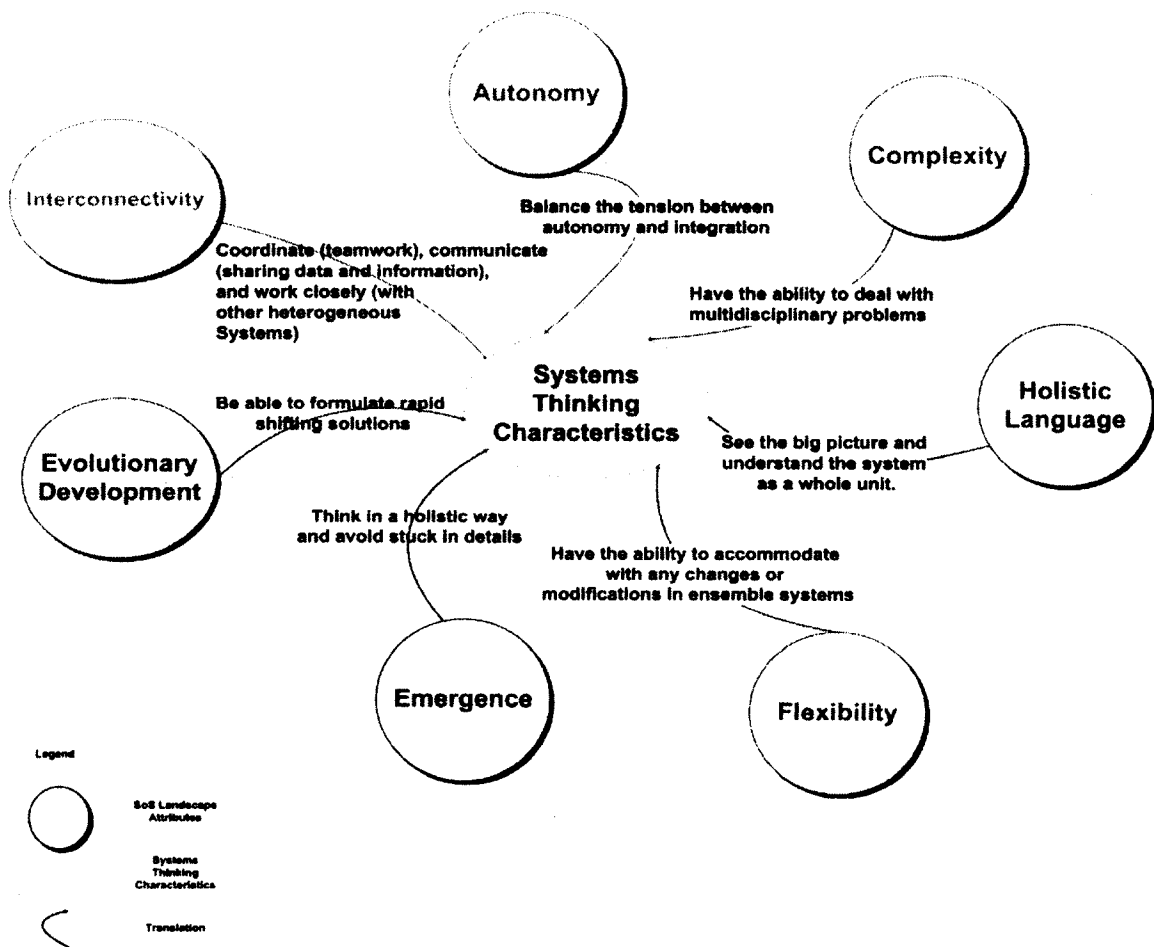 Autonomy
Complexity
Interconnectivity
Balance the tension between
autonomy and integration
Coordinate (teamwork), communicate
(sharing data and information),
and work closely (with
other heterogeneous
Systems)
Have the ability to deal with
multidisciplinary problems
Systems
Thinking
Characteristics
Holistic
Language
Be able to formulate rapid
shifting solutions
See the big picture and
understand the system
as a whole unit.
Evolutionary
Development
Think in a holistic way
and avoid stuck in details
Have the ability to accommodate
with any changes or
modifications in ensemble systems
Emergence
Flexibility
Legend
SoS Landscape
Attributes
Systems
Thinking
Characteristics
Translation